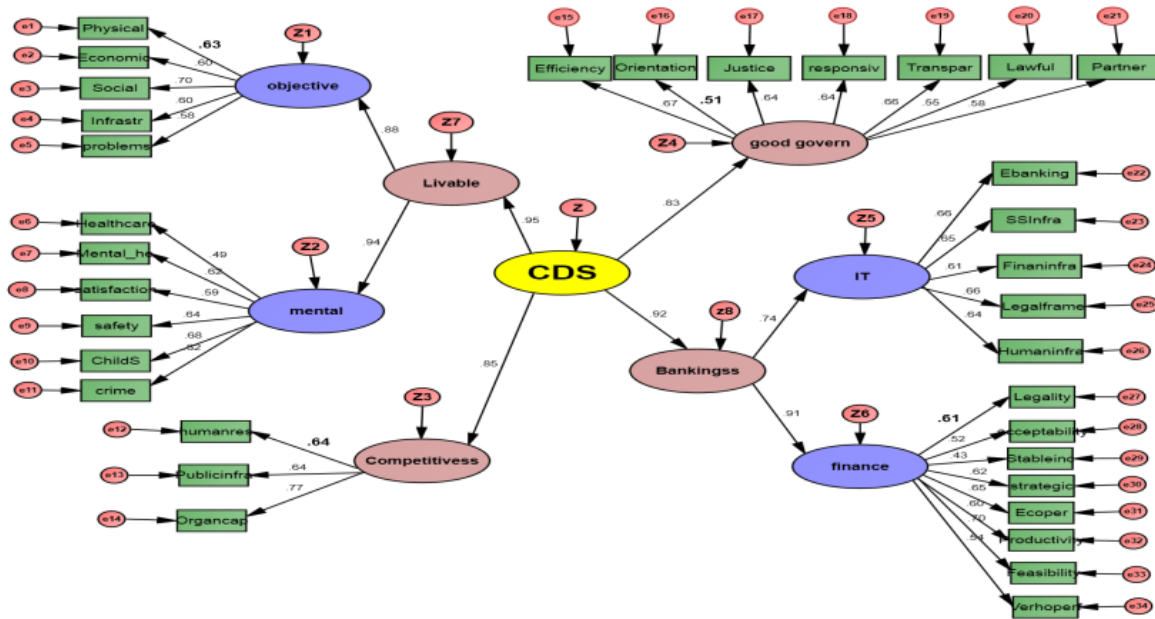 e1 Physical
e2 Economic
e3 Social
e4 Infrastr
e5 problems
.63
.60
.70
.60
.58
Z1
objective
.88
Z7
Livable
.95
.94
e6 Healthcare
e7 Mental_he
e8 satisfaction
e9 safety
e10 ChildS
e11 crime
.49
.62
.59
.64
.68
Z2
mental
e12 humanres
e13 Publicinfra
e14 Organcap
.64
.64
.77
Z3
Competitivess
.85
Z
CDS
e15 e16 e17 e18 e19 e20 e21
Efficiency Orientation Justice responsiv Transpar Lawful Partner
.67 .51 .64 .64 .66 .55 .58
Z4
good govern
.83
.92
z8
Bankingss
.74
.91
Z5
IT
.66
.65
.61
.66
.64
Ebanking e22
SSInfra e23
Finaninfra e24
Legalframe e25
Humaninfra e26
Z6
finance
.61
.52
.43
.62
.65
.60
.70
.54
Legality e27
acceptability e28
Stableinc e29
strategic e30
Ecoper e31
Productivity e32
Feasibility e33
Verhoperf e34